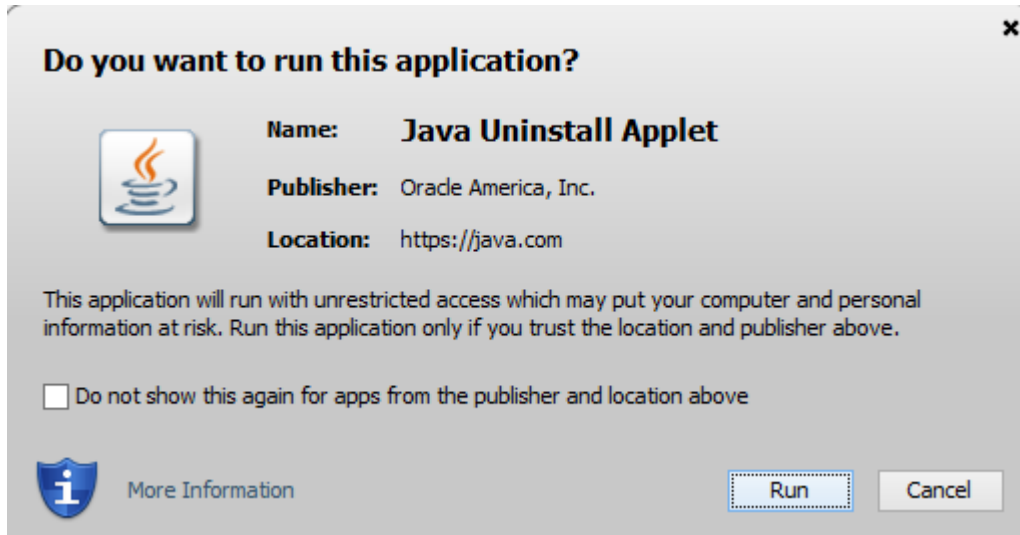 Do you want to run this application?
Name: Java Uninstall Applet
Publisher: Oracle America, Inc.
Location: https://java.com
This application will run with unrestricted access which may put your computer and personal
information at risk. Run this application only if you trust the location and publisher above.
Do not show this again for apps from the publisher and location above
More Information Run Cancel